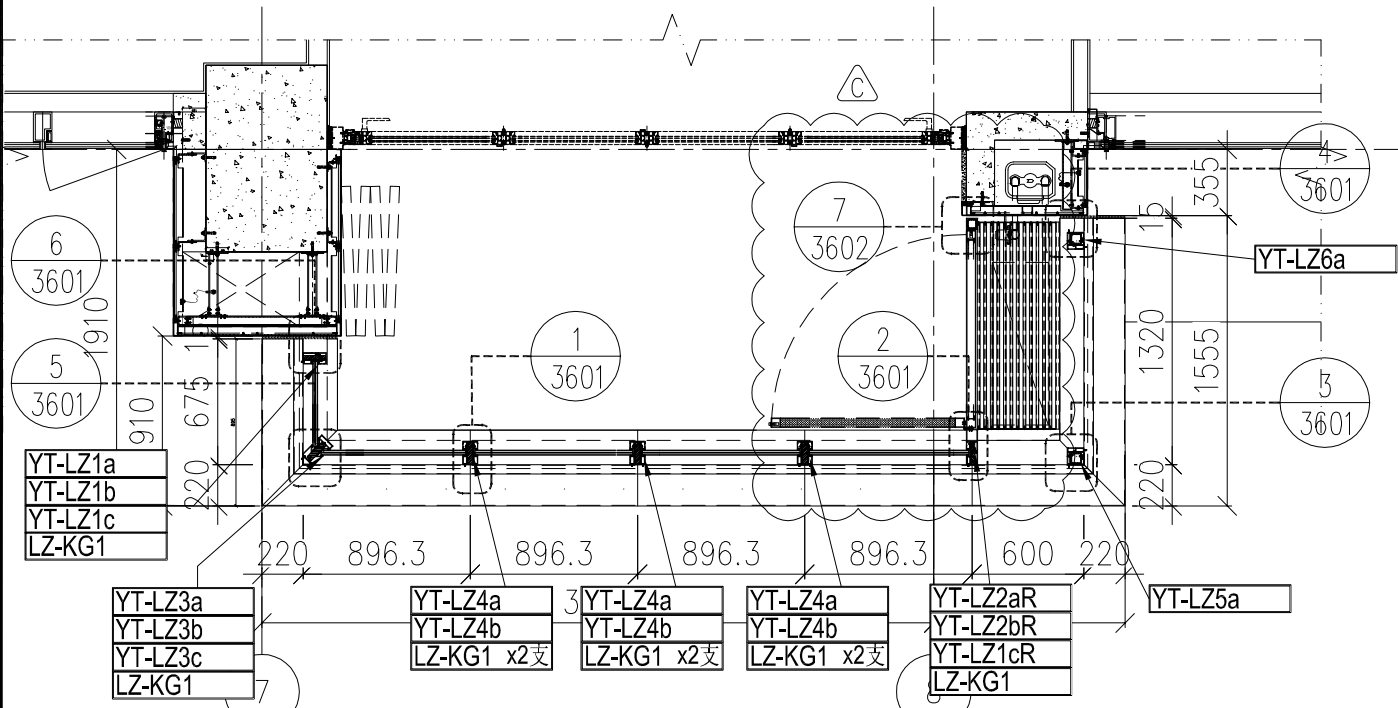 C
4
3601
355
7
3602
15
YT-LZ6a
6
3601
1910
1
3601
2
3601
1320
1555
5
3601
675
910
3
3601
YT-LZ1a
YT-LZ1b
YT-LZ1c
LZ-KG1
220
220
220
896.3
896.3
896.3
896.3
600
220
YT-LZ3a
YT-LZ3b
YT-LZ3c
LZ-KG1
YT-LZ4a
YT-LZ4b
LZ-KG1 x2支
3
YT-LZ4a
YT-LZ4b
LZ-KG1 x2支
YT-LZ4a
YT-LZ4b
LZ-KG1 x2支
YT-LZ2aR
YT-LZ2bR
YT-LZ1cR
LZ-KG1
YT-LZ5a
7